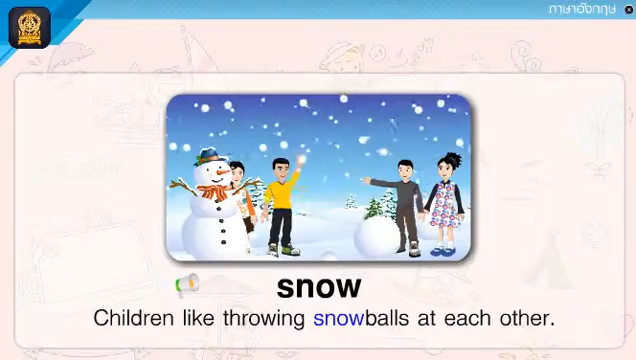 ภาษาอังกฤษ
snow
Children like throwing snowballs at each other.